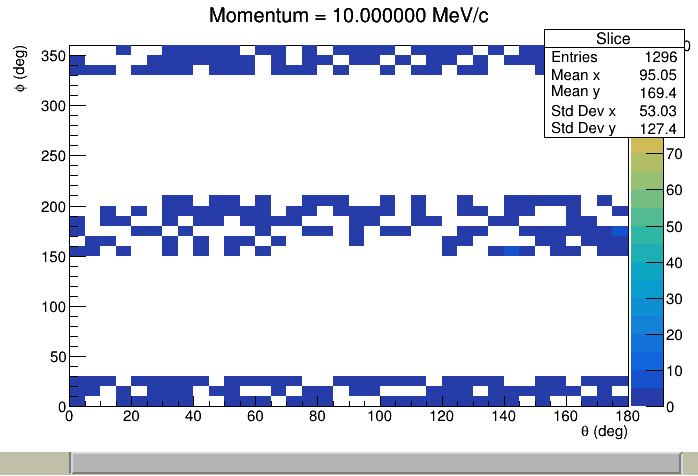 Momentum = 10.000000 MeV/c
Slice
Entries 1296
Mean x 95.05
Mean y 169.4
Std Dev x 53.03
Std Dev y 127.4
φ (deg)
350
300
250
200
150
100
50
0
0 20 40 60 80 100 120 140 160 180
θ (deg)
0
70
60
50
40
30
20
10
0